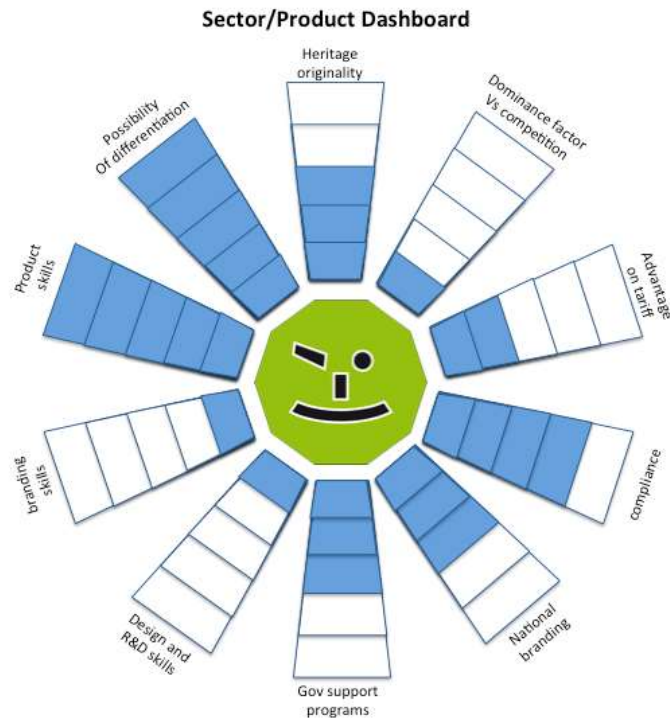 Sector/Product Dashboard
Heritage
originality
Dominance factor
Vs competition
Advantage
on tariff
compliance
National
branding
Gov support
programs
Design and
R&D skills
branding
skills
Product
skills
Possibility
Of differentiation